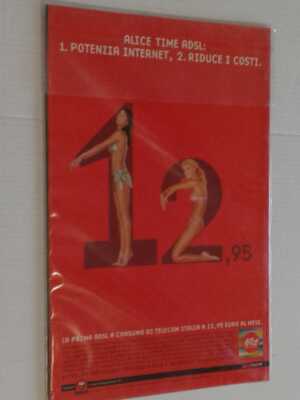 ALICE TIME ADSL:
1. POTENZIA INTERNET, 2. RIDUCE I COSTI.
12,95
LA PRIMA ADSL A CONSUMO DI TELECOM ITALIA A 12,95 EURO AL MESE.